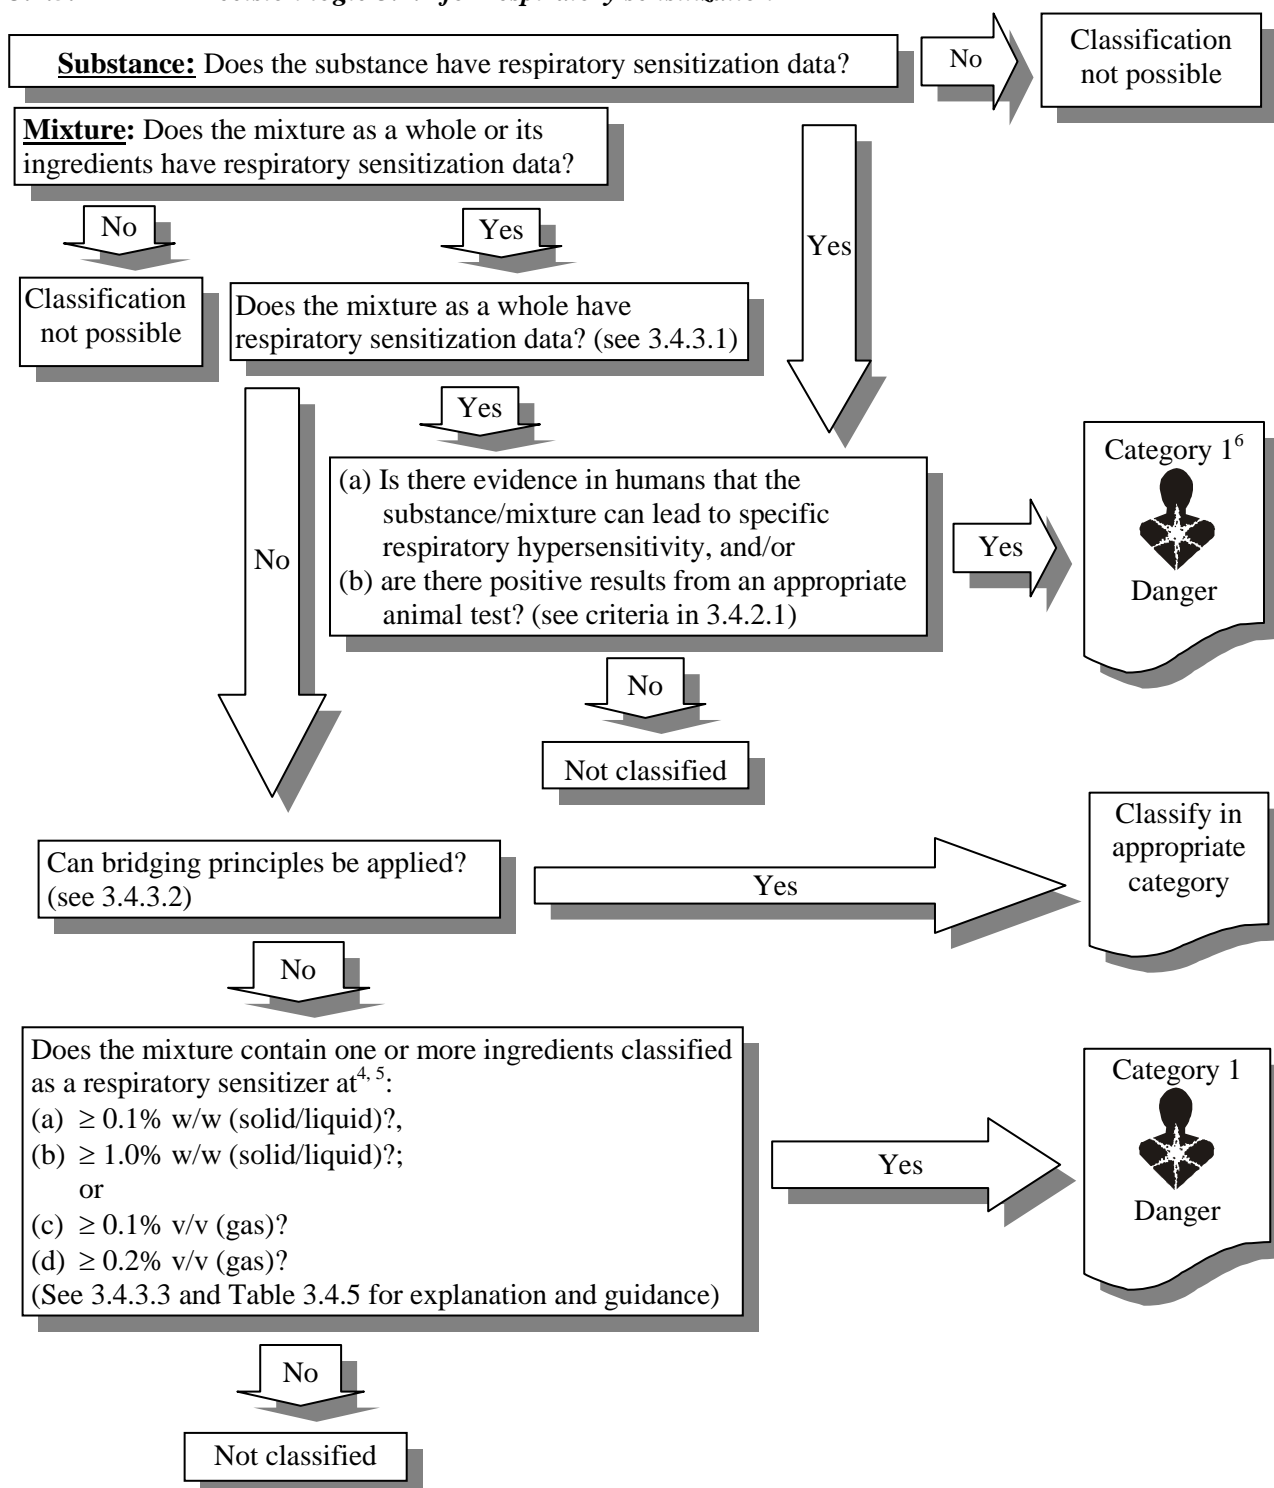 Substance: Does the substance have respiratory sensitization data?
No
Classification
not possible
Mixture: Does the mixture as a whole or its
ingredients have respiratory sensitization data?
No
Yes
Yes
Classification
not possible
Does the mixture as a whole have
respiratory sensitization data? (see 3.4.3.1)
Yes
No
(a) Is there evidence in humans that the
substance/mixture can lead to specific
respiratory hypersensitivity, and/or
(b) are there positive results from an appropriate
animal test? (see criteria in 3.4.2.1)
Yes
Category 1⁶
Danger
No
Not classified
Can bridging principles be applied?
(see 3.4.3.2)
Yes
Classify in
appropriate
category
No
Does the mixture contain one or more ingredients classified
as a respiratory sensitizer at⁴, ⁵:
(a) ≥ 0.1% w/w (solid/liquid)?,
(b) ≥ 1.0% w/w (solid/liquid)?;
or
(c) ≥ 0.1% v/v (gas)?
(d) ≥ 0.2% v/v (gas)?
(See 3.4.3.3 and Table 3.4.5 for explanation and guidance)
Yes
Category 1
Danger
No
Not classified